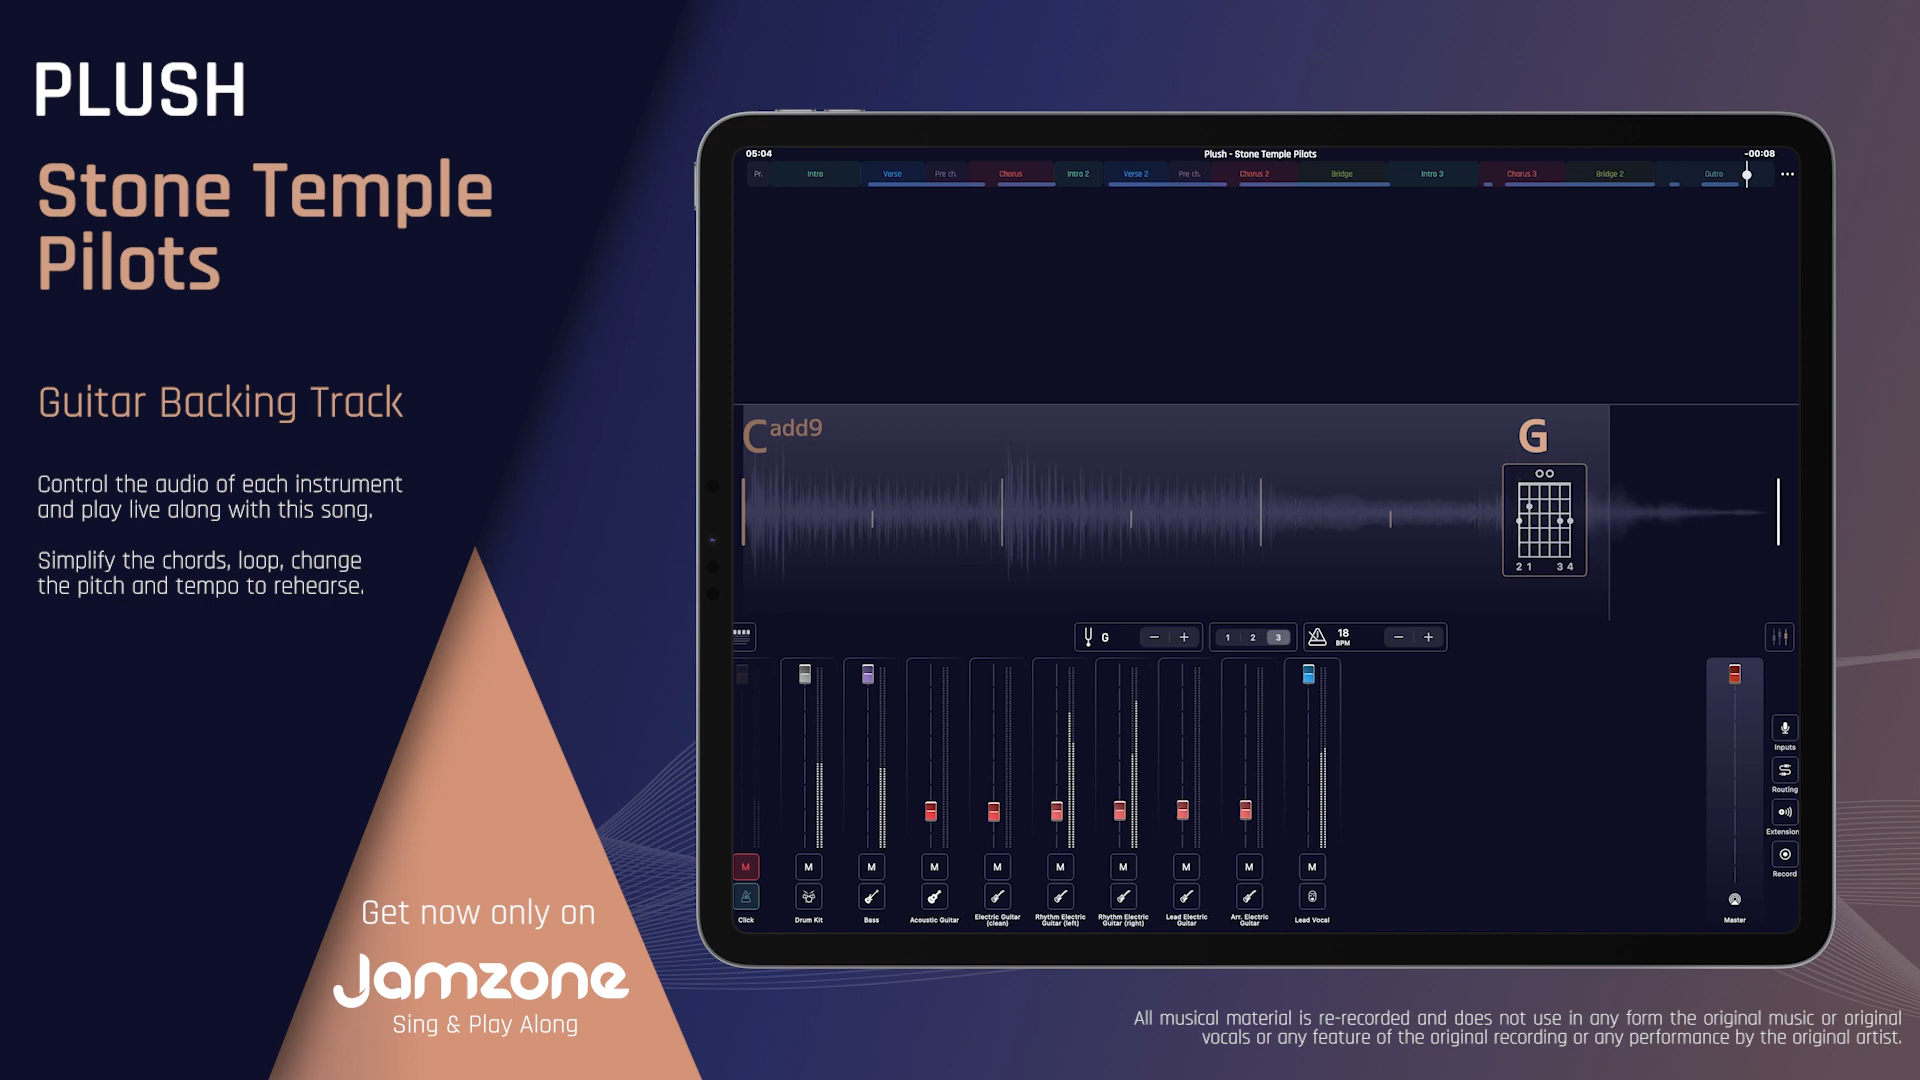 PLUSH
Stone Temple
Pilots
Guitar Backing Track
Control the audio of each instrument
and play live along with this song.
Simplify the chords, loop, change
the pitch and tempo to rehearse.
Get now only on
Jamzone
Sing & Play Along
05:04
Plush - Stone Temple Pilots
-00:08
Pr.
Intro
Verse
Pre ch.
Chorus
Intro 2
Verse 2
Pre ch.
Chorus 2
Bridge
Intro 3
Chorus 3
Bridge 2
Outro
Cadd9
G
2 1 3 4
G
1 2 3
18
BPM
M M M M M M M M M M
Click
Drum Kit
Bass
Acoustic Guitar
Electric Guitar
(clean)
Rhythm Electric
Guitar (left)
Rhythm Electric
Guitar (right)
Lead Electric
Guitar
Arr. Electric
Guitar
Lead Vocal
Master
Inputs
Routing
Extension
Record
All musical material is re-recorded and does not use in any form the original music or original
vocals or any feature of the original recording or any performance by the original artist.